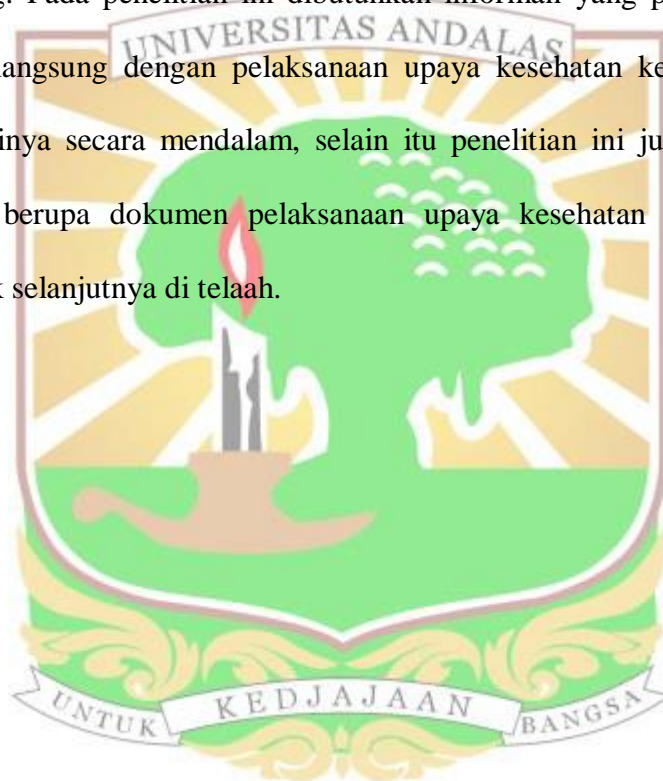 . Pada penelitian ini dibutuhkan informan yang
UNIVERSITAS ANDALAS
langsung dengan pelaksanaan upaya kesehatan
secara mendalam, selain itu penelitian ini
berupa dokumen pelaksanaan upaya kesehatan
selanjutnya di telaah.
UNTUK KEDJAJAAN BANGSA